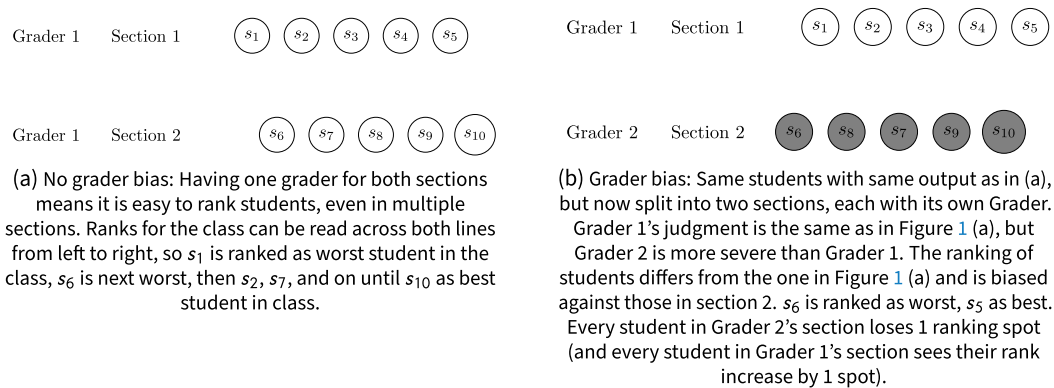 Grader 1 Section 1 s1 s2 s3 s4 s5
Grader 1 Section 2 s6 s7 s8 s9 s10
(a) No grader bias: Having one grader for both sections
means it is easy to rank students, even in multiple
sections. Ranks for the class can be read across both lines
from left to right, so s1 is ranked as worst student in the
class, s6 is next worst, then s2, s7, and on until s10 as best
student in class.
Grader 1 Section 1 s1 s2 s3 s4 s5
Grader 2 Section 2 s6 s8 s7 s9 s10
(b) Grader bias: Same students with same output as in (a),
but now split into two sections, each with its own Grader.
Grader 1’s judgment is the same as in Figure 1 (a), but
Grader 2 is more severe than Grader 1. The ranking of
students differs from the one in Figure 1 (a) and is biased
against those in section 2. s6 is ranked as worst, s5 as best.
Every student in Grader 2’s section loses 1 ranking spot
(and every student in Grader 1’s section sees their rank
increase by 1 spot).